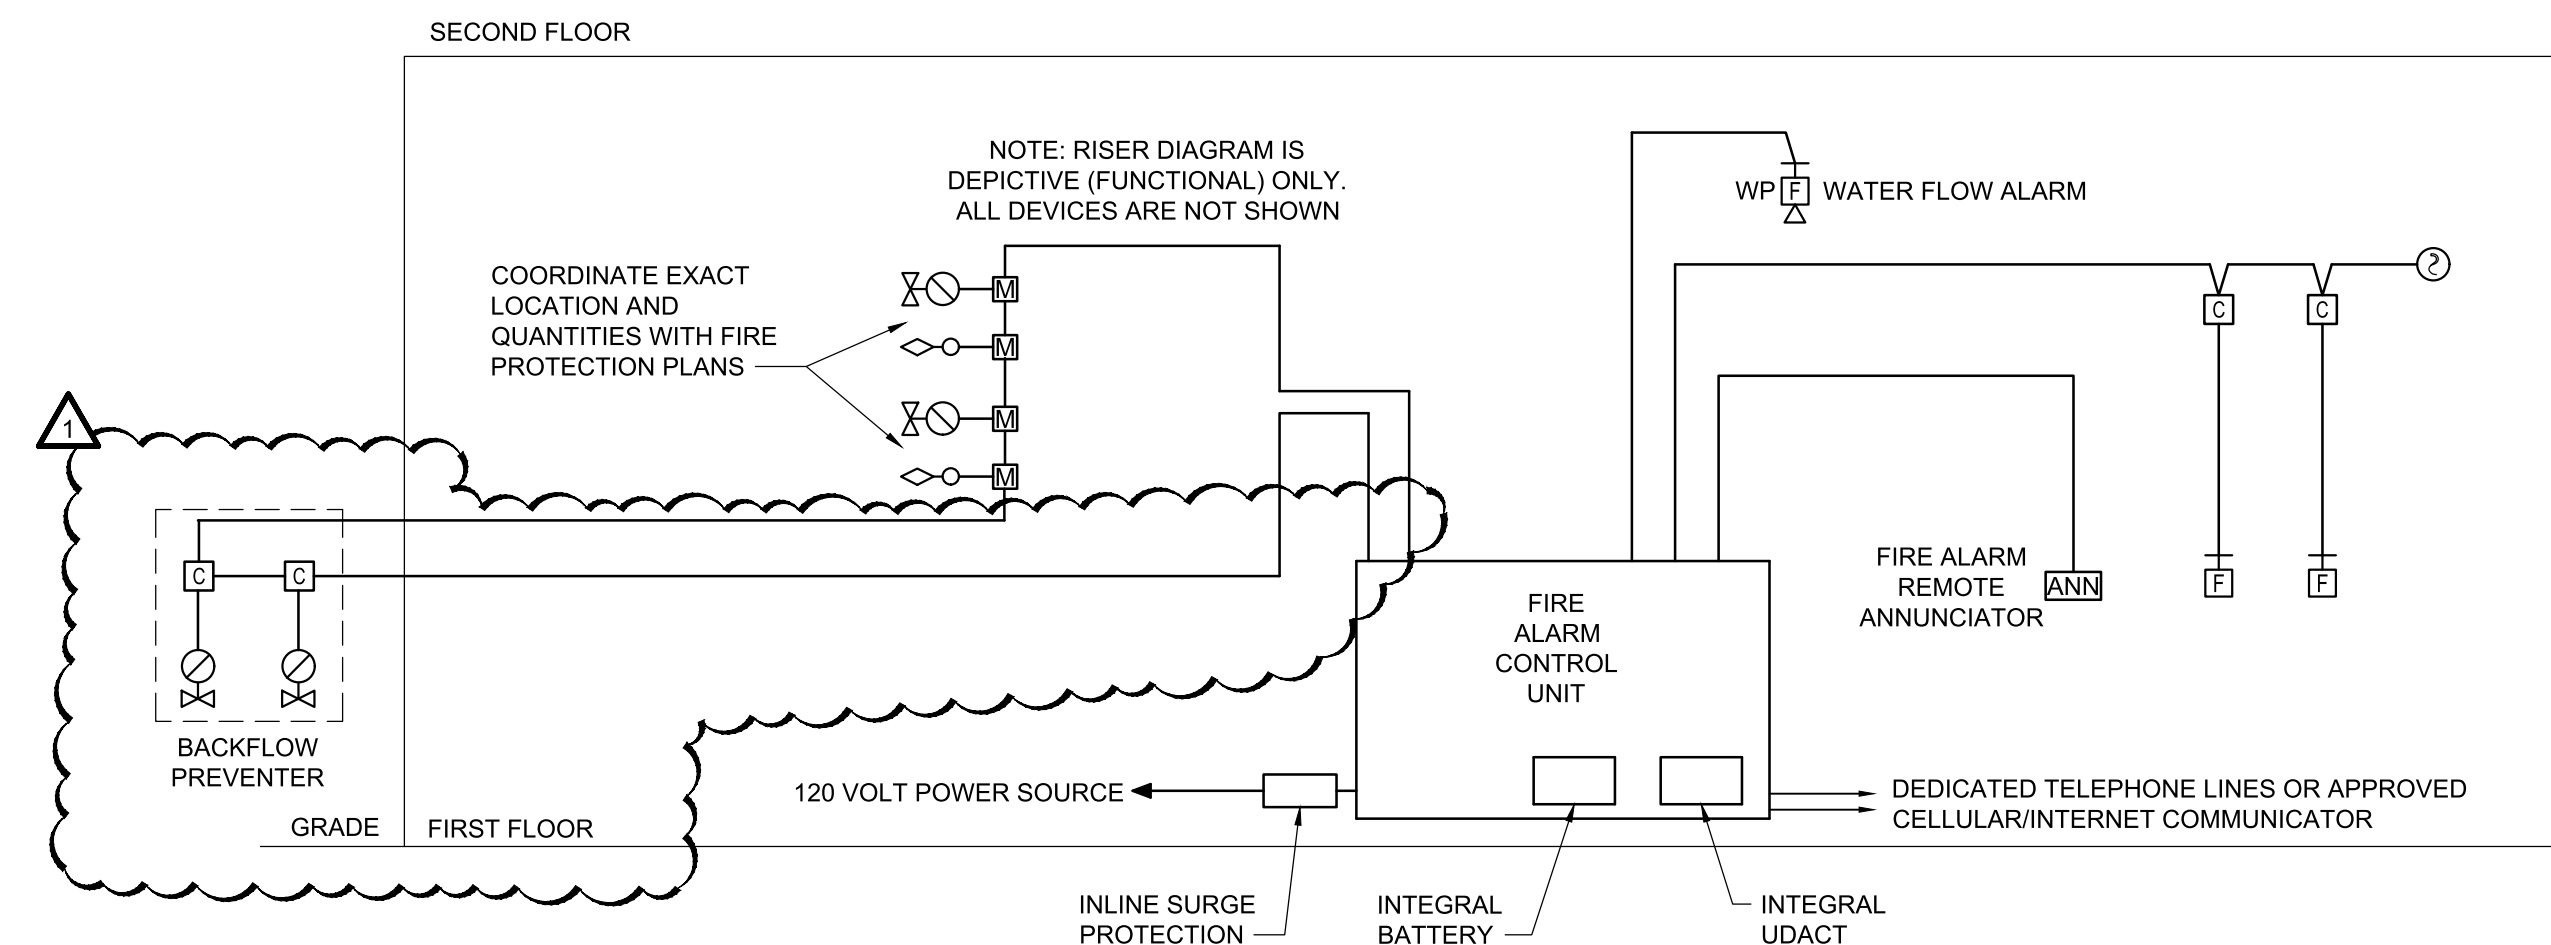 SECOND FLOOR
NOTE: RISER DIAGRAM IS
DEPICTIVE (FUNCTIONAL) ONLY.
ALL DEVICES ARE NOT SHOWN
WP F WATER FLOW ALARM
COORDINATE EXACT
LOCATION AND
QUANTITIES WITH FIRE
PROTECTION PLANS
M
M
M
M
C
C
1
C
C
BACKFLOW
PREVENTER
FIRE
ALARM
CONTROL
UNIT
FIRE ALARM
REMOTE
ANNUNCIATOR
ANN
F
F
120 VOLT POWER SOURCE
DEDICATED TELEPHONE LINES OR APPROVED
CELLULAR/INTERNET COMMUNICATOR
GRADE
FIRST FLOOR
INLINE SURGE
PROTECTION
INTEGRAL
BATTERY
INTEGRAL
UDACT